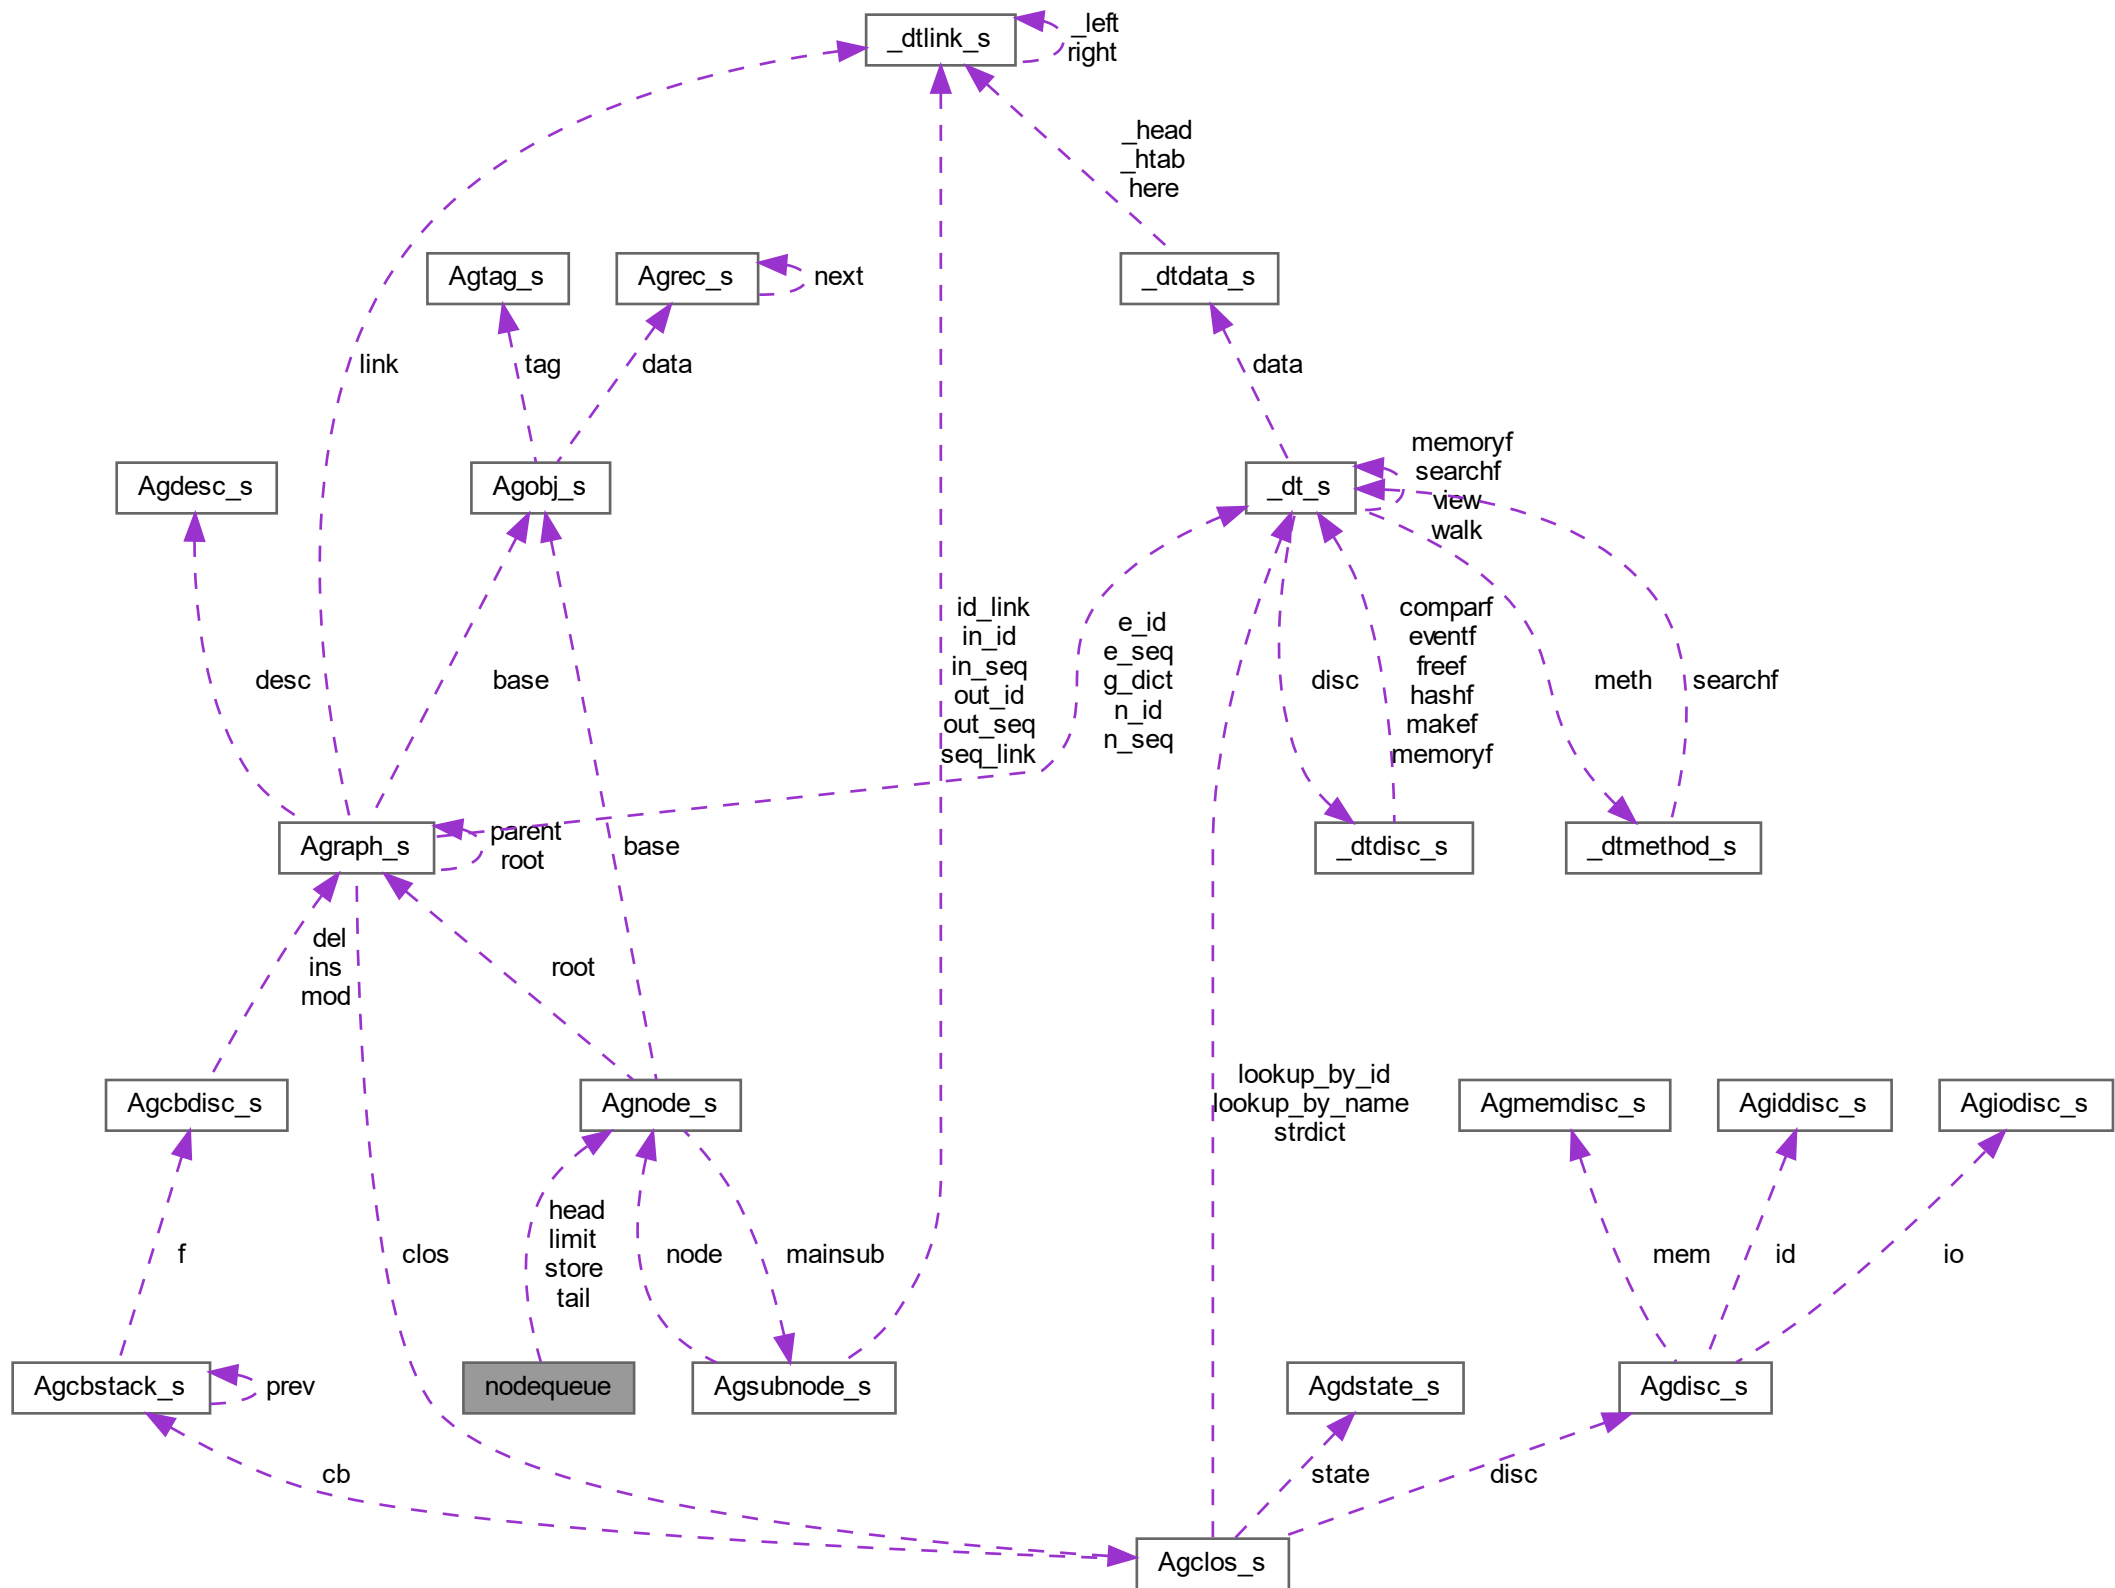 _dtlink_s
_left
right
_head
_htab
here
Agtag_s
Agrec_s
next
_dtdata_s
link
tag
data
data
Agdesc_s
Agobj_s
_dt_s
memoryf
searchf
view
walk
id_link
in_id
in_seq
out_id
out_seq
seq_link
e_id
e_seq
g_dict
n_id
n_seq
comparf
eventf
freef
hashf
makef
memoryf
desc
base
disc
meth
searchf
Agraph_s
parent
root
base
_dtdisc_s
_dtmethod_s
del
ins
mod
root
Agcbdisc_s
Agnode_s
lookup_by_id
lookup_by_name
strdict
Agmemdisc_s
Agiddisc_s
Agiodisc_s
f
clos
head
limit
store
tail
node
mainsub
mem
id
io
Agcbstack_s
prev
nodequeue
Agsubnode_s
Agdstate_s
Agdisc_s
cb
state
disc
Agclos_s